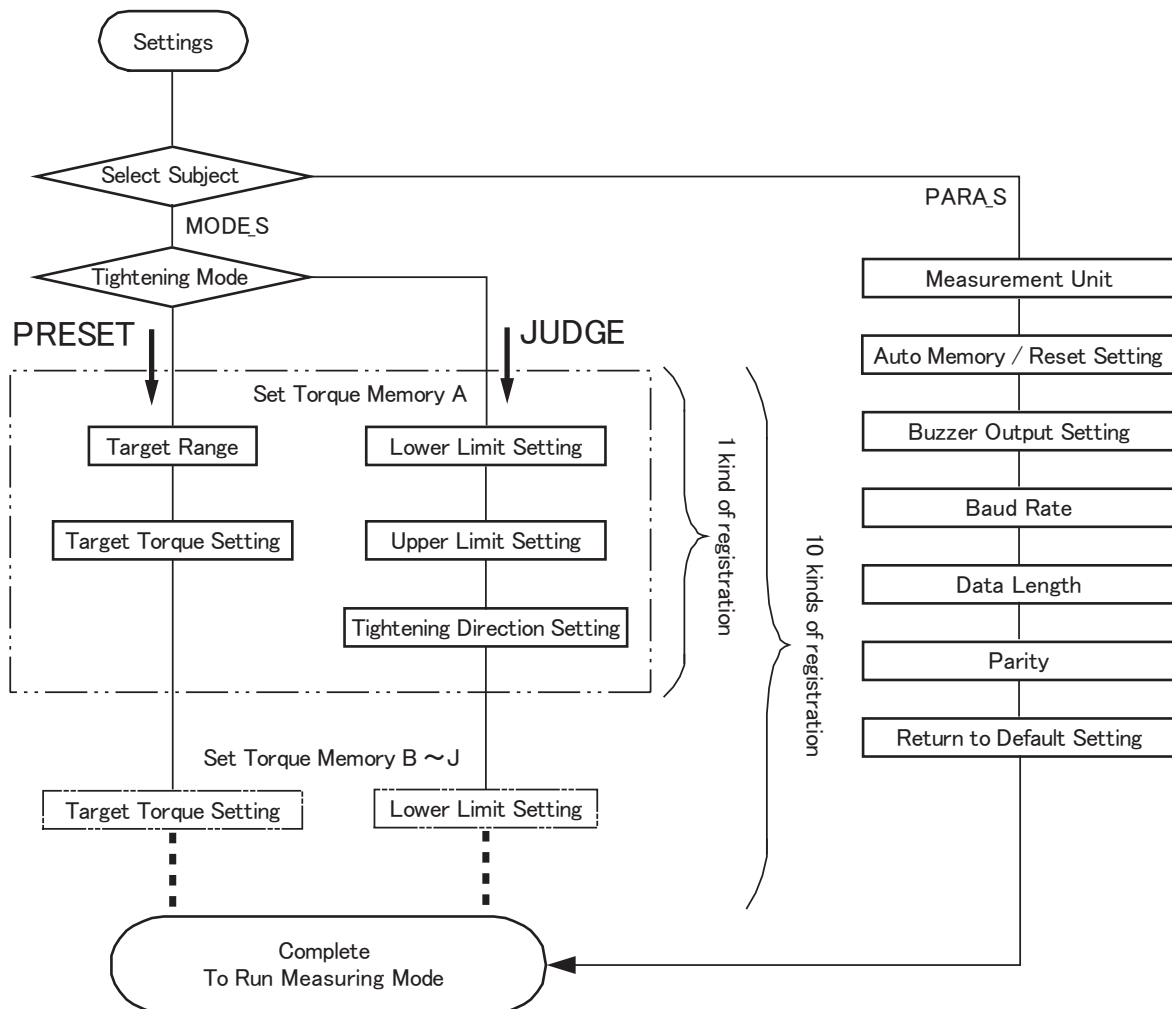 Settings
Select Subject
PARA_S
MODE_S
Tightening Mode
Measurement Unit
PRESET
JUDGE
Auto Memory / Reset Setting
Set Torque Memory A
Target Range
Lower Limit Setting
Buzzer Output Setting
Baud Rate
Target Torque Setting
Upper Limit Setting
1 kind of registration
10 kinds of registration
Data Length
Tightening Direction Setting
Parity
Return to Default Setting
Set Torque Memory B ～J
Target Torque Setting
Lower Limit Setting
Complete
To Run Measuring Mode